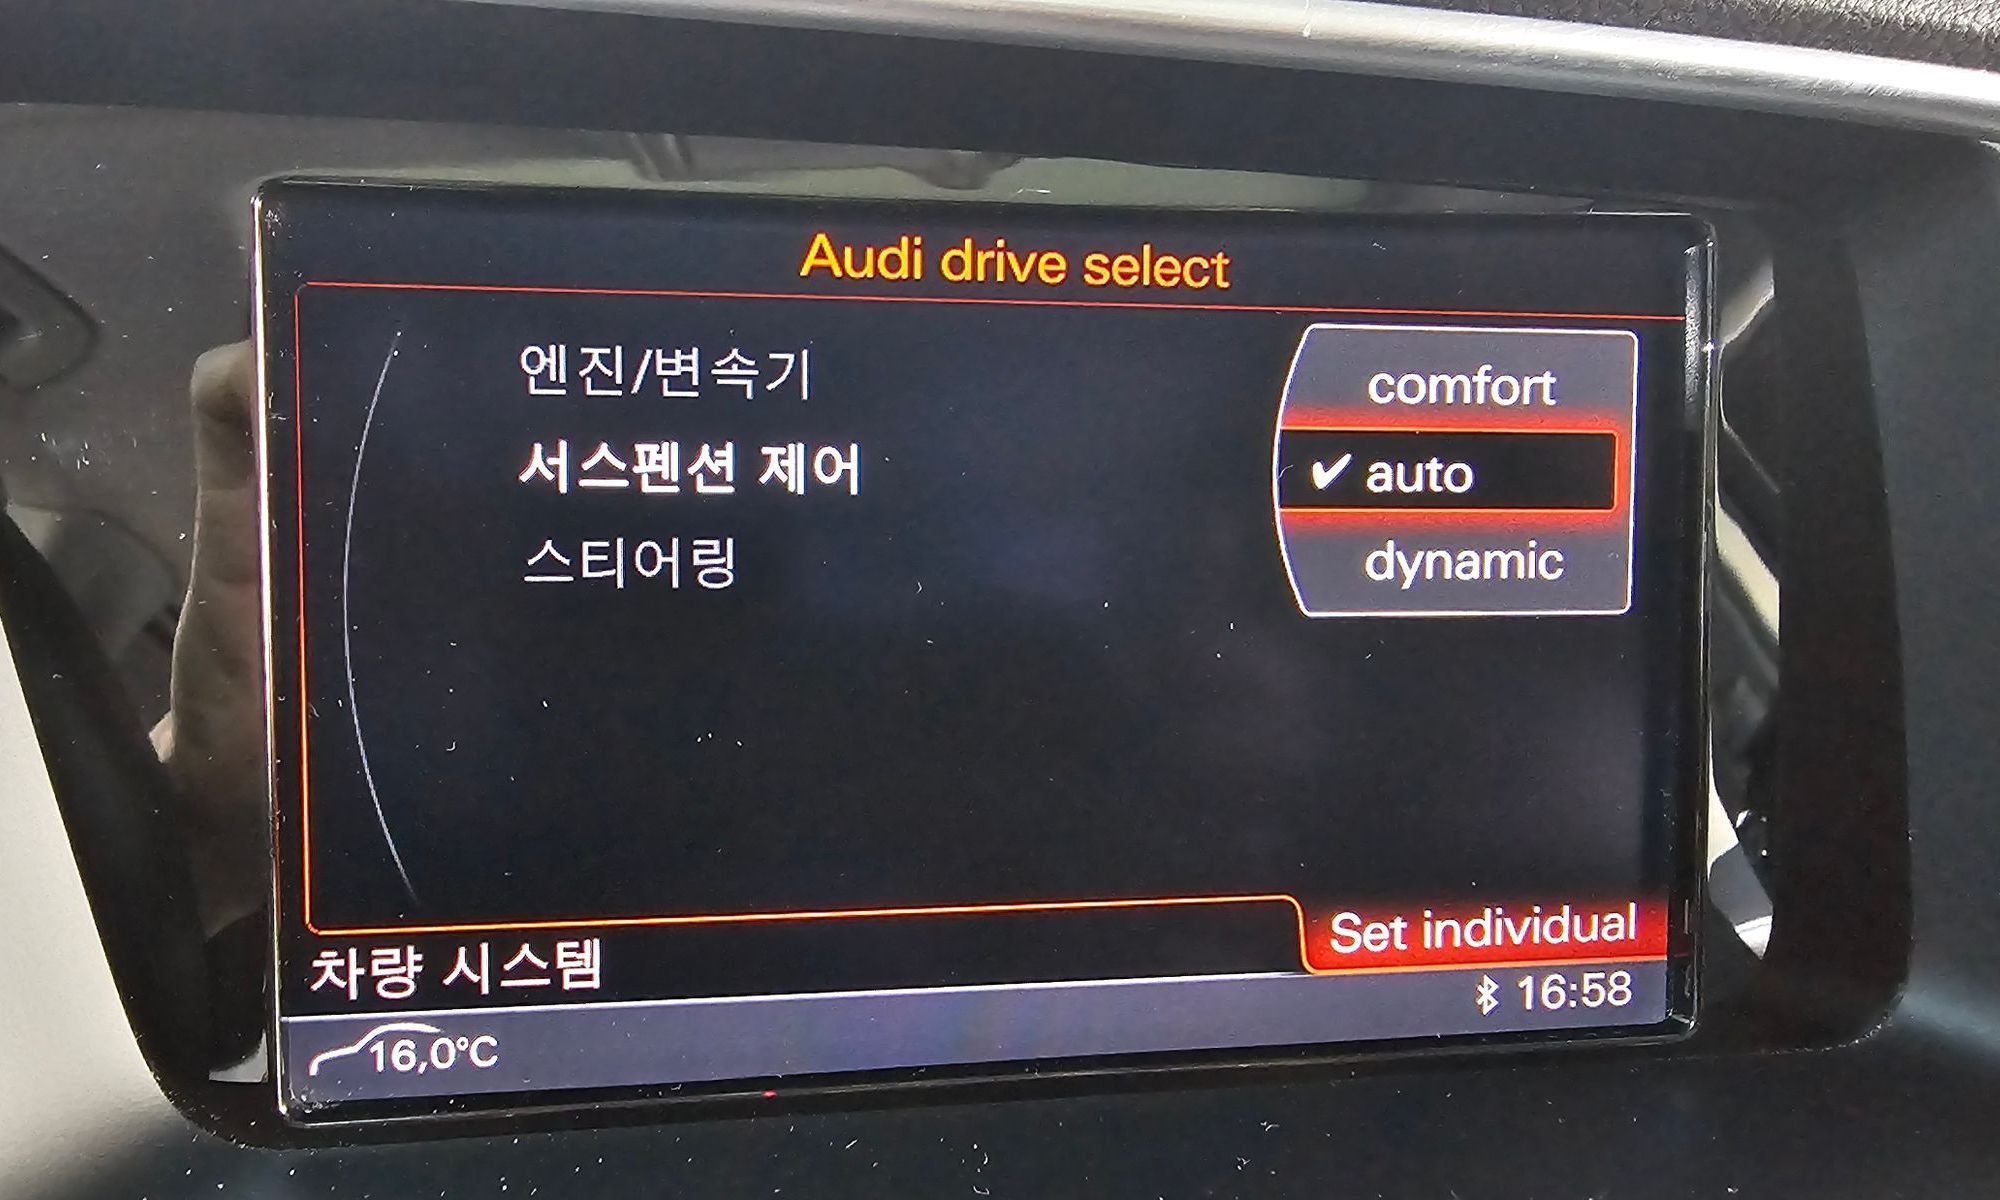 Audi drive select
엔진/변속기
서스펜션 제어
스티어링
comfort
✔ auto
dynamic
Set individual
차량 시스템
16:58
16,0°C